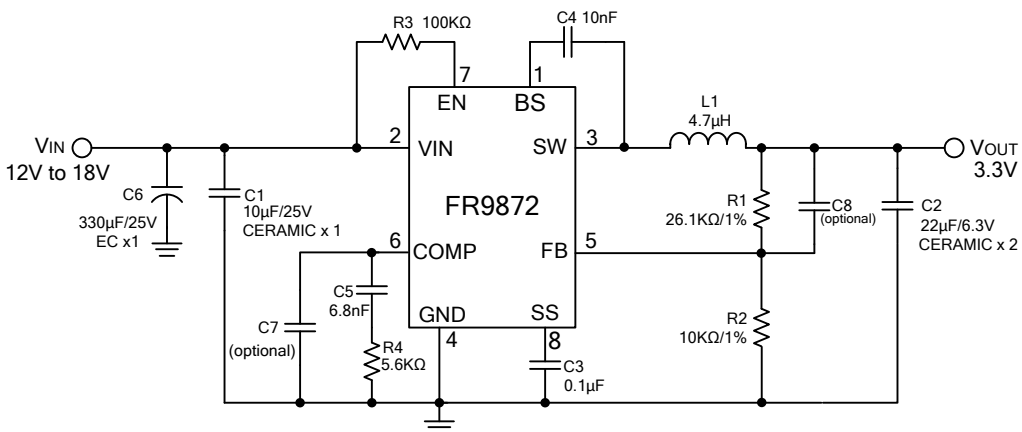 R3 100KΩ
C4 10nF
7
1
EN
BS
L1
4.7μH
VIN
12V to 18V
2
VIN
SW
3
VOUT
3.3V
C6
330μF/25V
EC x1
C1
10μF/25V
CERAMIC x 1
FR9872
R1
26.1KΩ/1%
C8
(optional)
C2
22μF/6.3V
CERAMIC x 2
6
COMP
FB
5
C5
6.8nF
C7
(optional)
R4
5.6KΩ
GND
SS
4
8
C3
0.1μF
R2
10KΩ/1%